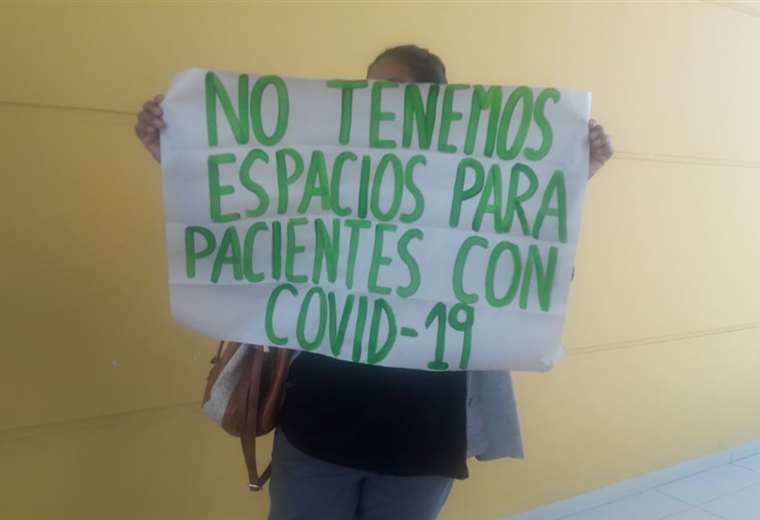 NO TENEMOS
ESPACIOS PARA
PACIENTES CON
COVID-19